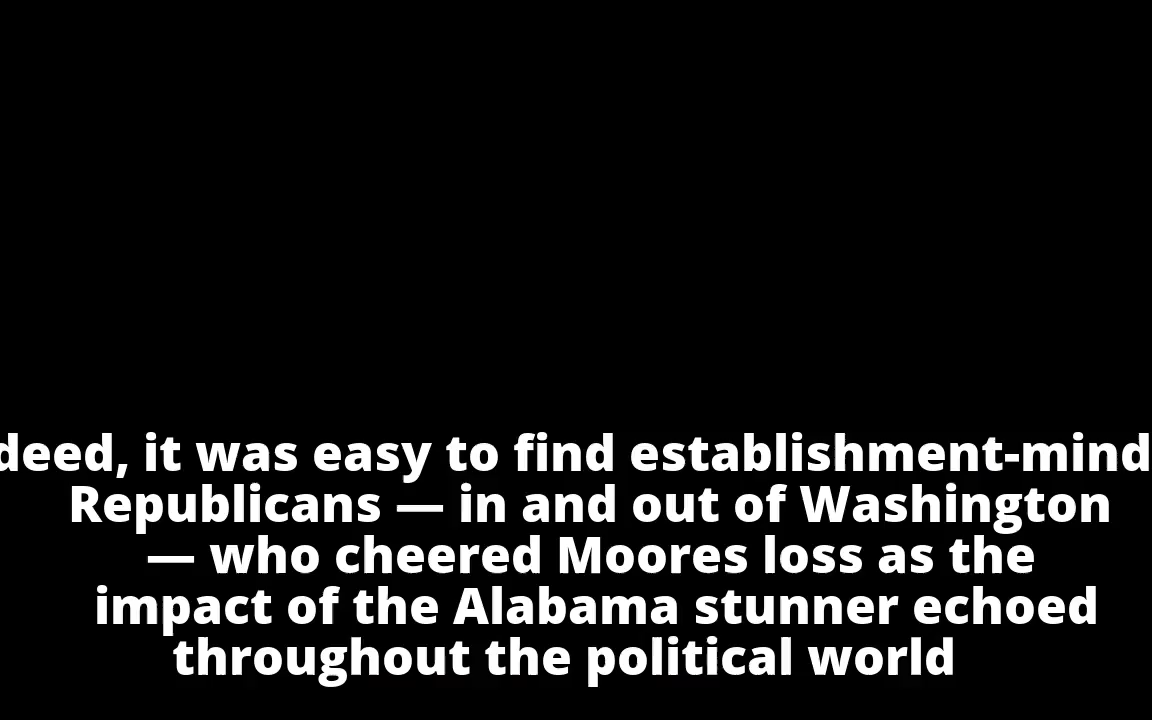 deed, it was easy to find establishment-mind
Republicans — in and out of Washington
— who cheered Moores loss as the
impact of the Alabama stunner echoed
throughout the political world